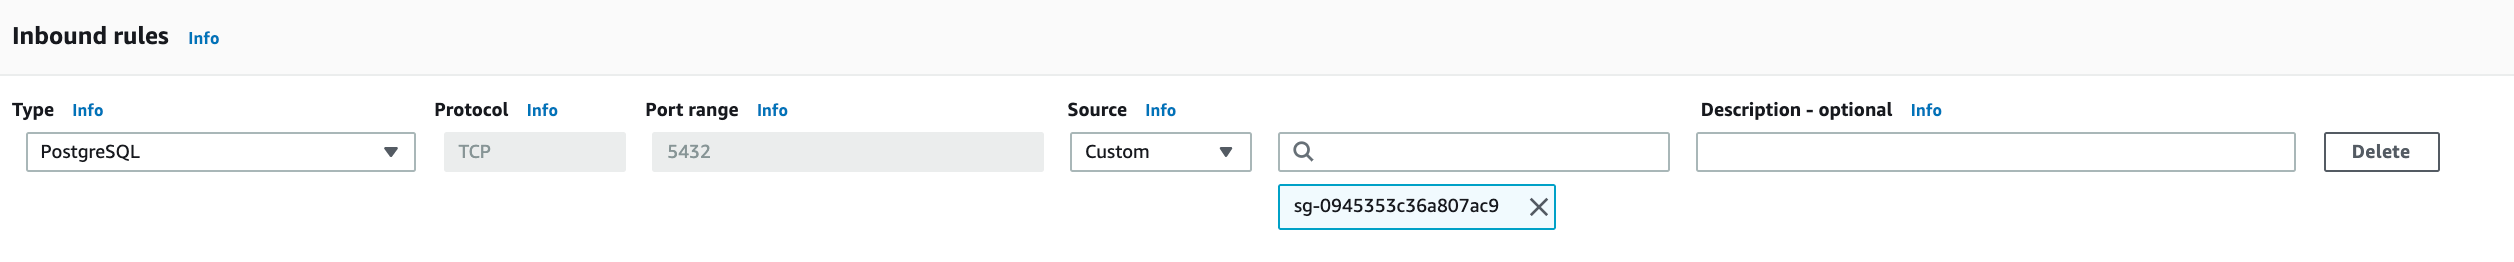 Inbound rules Info
Type Info Protocol Info Port range Info Source Info Description - optional Info
PostgreSQL TCP 5432 Custom Delete
sg-0945353c36a807ac9